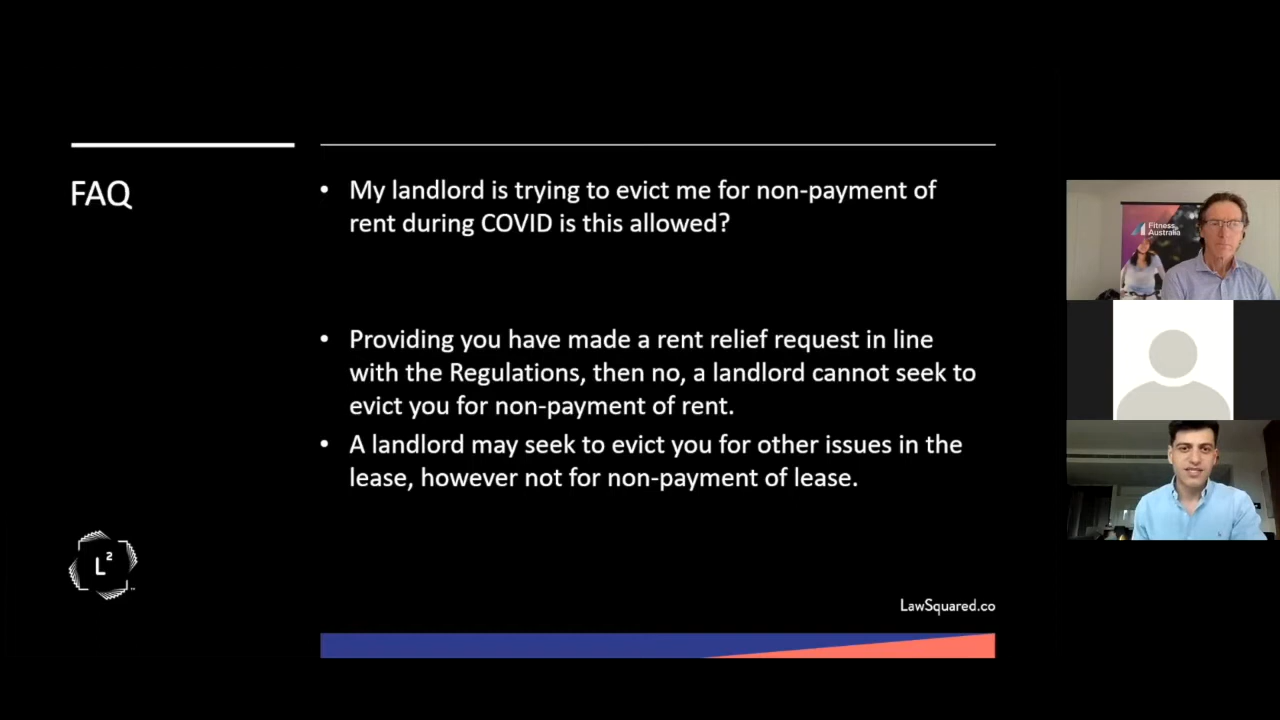 FAQ
• My landlord is trying to evict me for non-payment of
rent during COVID is this allowed?
• Providing you have made a rent relief request in line
with the Regulations, then no, a landlord cannot seek to
evict you for non-payment of rent.
• A landlord may seek to evict you for other issues in the
lease, however not for non-payment of lease.
L²
LawSquared.co
Fitness
Australia